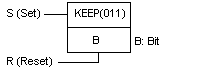 S (Set)
KEEP(011)
B
B: Bit
R (Reset)